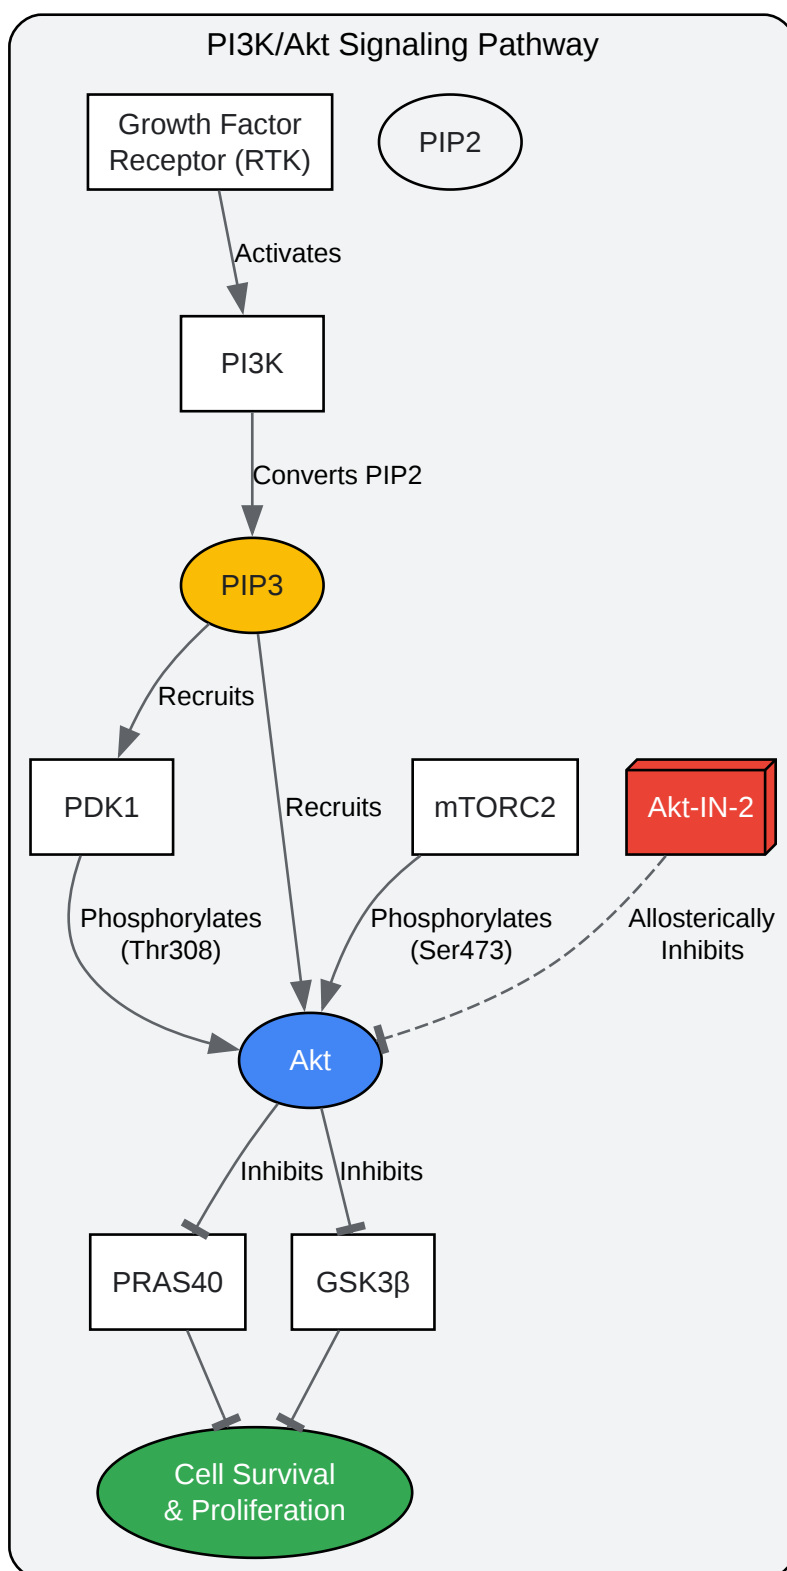 PI3K/Akt Signaling Pathway
Growth Factor
Receptor (RTK)
PIP2
Activates
PI3K
Converts PIP2
PIP3
Recruits
PDK1
Recruits
mTORC2
Akt-IN-2
Phosphorylates
(Thr308)
Phosphorylates
(Ser473)
Allosterically
Inhibits
Akt
Inhibits
Inhibits
PRAS40
GSK3β
Cell Survival
& Proliferation